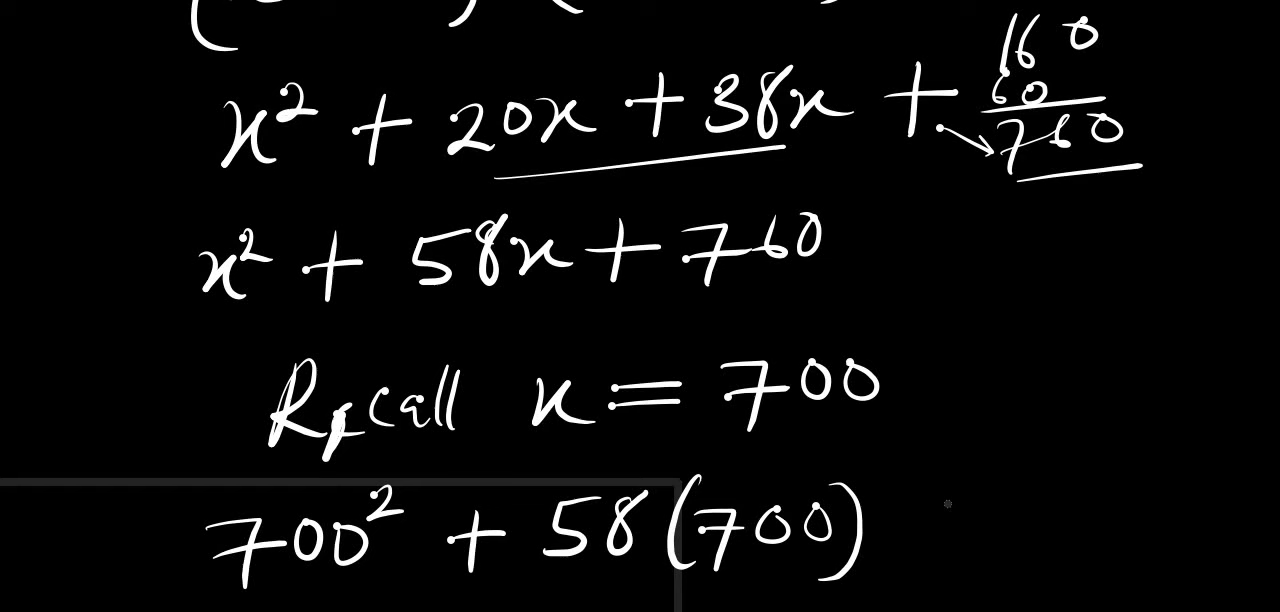 160
x² + 20x + 38x + 60
760
x² + 58x + 760
Recall x = 700
700² + 58(700)